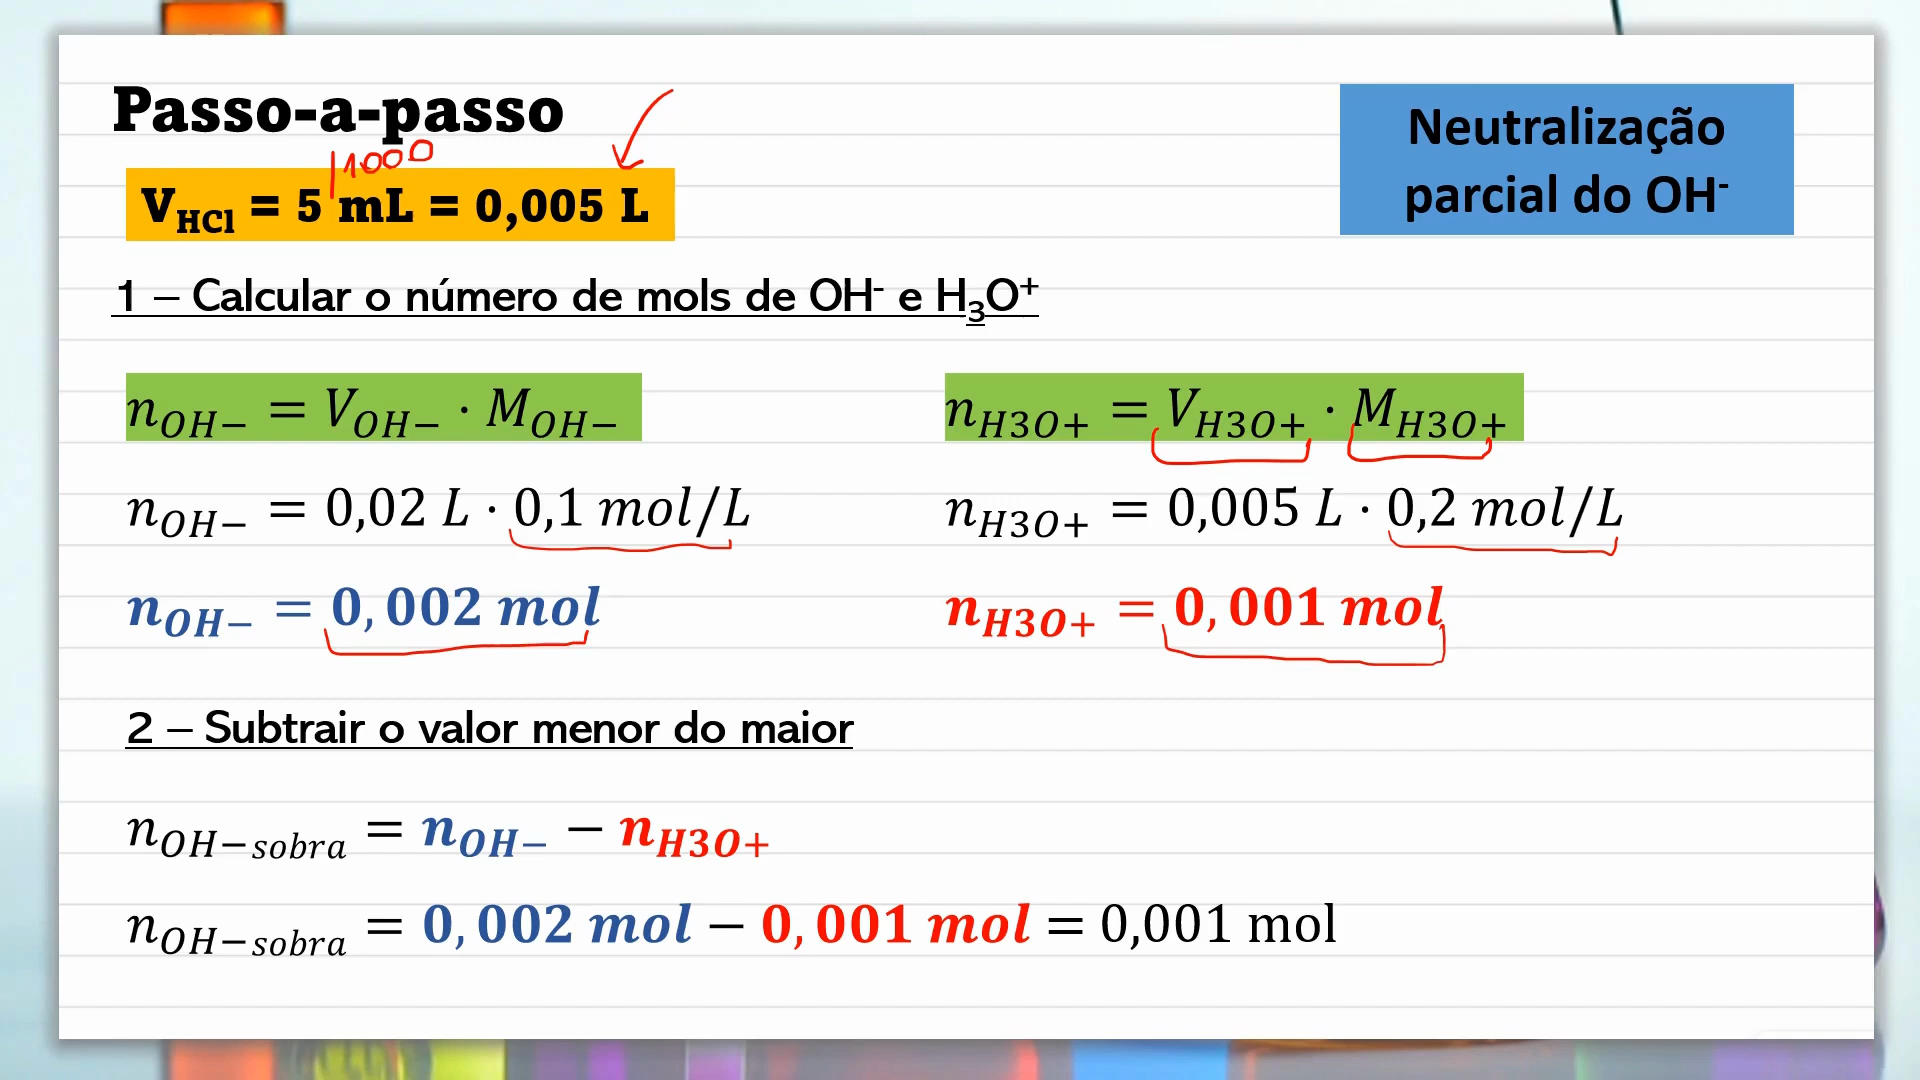 Passo-a-passo
Neutralização
parcial do OH⁻
|1000
V_HCl = 5 mL = 0,005 L
1 – Calcular o número de mols de OH⁻ e H₃O⁺
n_OH− = V_OH− · M_OH−
n_H3O+ = V_H3O+ · M_H3O+
n_OH− = 0,02 L · 0,1 mol/L
n_H3O+ = 0,005 L · 0,2 mol/L
n_OH− = 0,002 mol
n_H3O+ = 0,001 mol
2 – Subtrair o valor menor do maior
n_OH−sobra = n_OH− − n_H3O+
n_OH−sobra = 0,002 mol − 0,001 mol = 0,001 mol